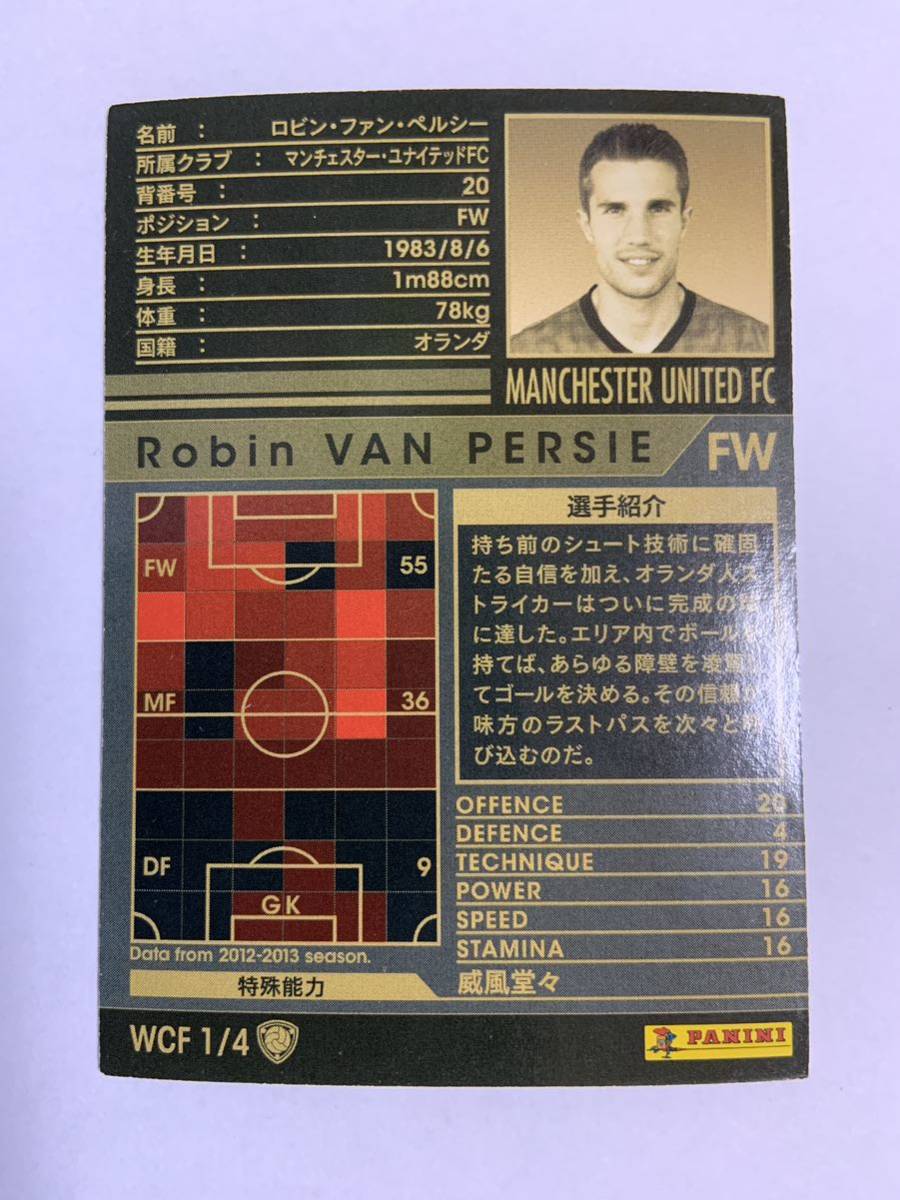 名前 : ロビン・ファン・ペルシー
所属クラブ : マンチェスター・ユナイテッドFC
背番号 : 20
ポジション : FW
生年月日 : 1983/8/6
身長 : 1m88cm
体重 : 78kg
国籍 : オランダ
MANCHESTER UNITED FC
Robin VAN PERSIE FW
FW 55
MF 36
DF 9
GK
Data from 2012-2013 season.
選手紹介
持ち前のシュート技術に確固
たる自信を加え、オランダ人ス
トライカーはついに完成の
に達した。エリア内でボールを
持てば、あらゆる障壁を凌
てゴールを決める。その信頼が
味方のラストパスを次々と
び込むのだ。
OFFENCE 20
DEFENCE 4
TECHNIQUE 19
POWER 16
SPEED 16
STAMINA 16
特殊能力 威風堂々
WCF 1/4
PANINI